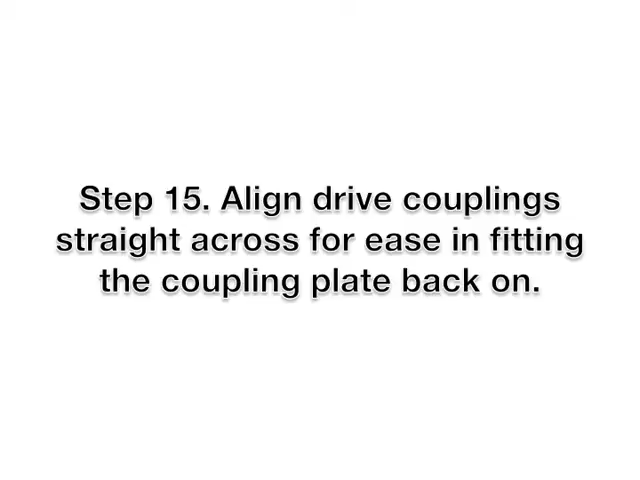 Step 15. Align drive couplings
straight across for ease in fitting
the coupling plate back on.